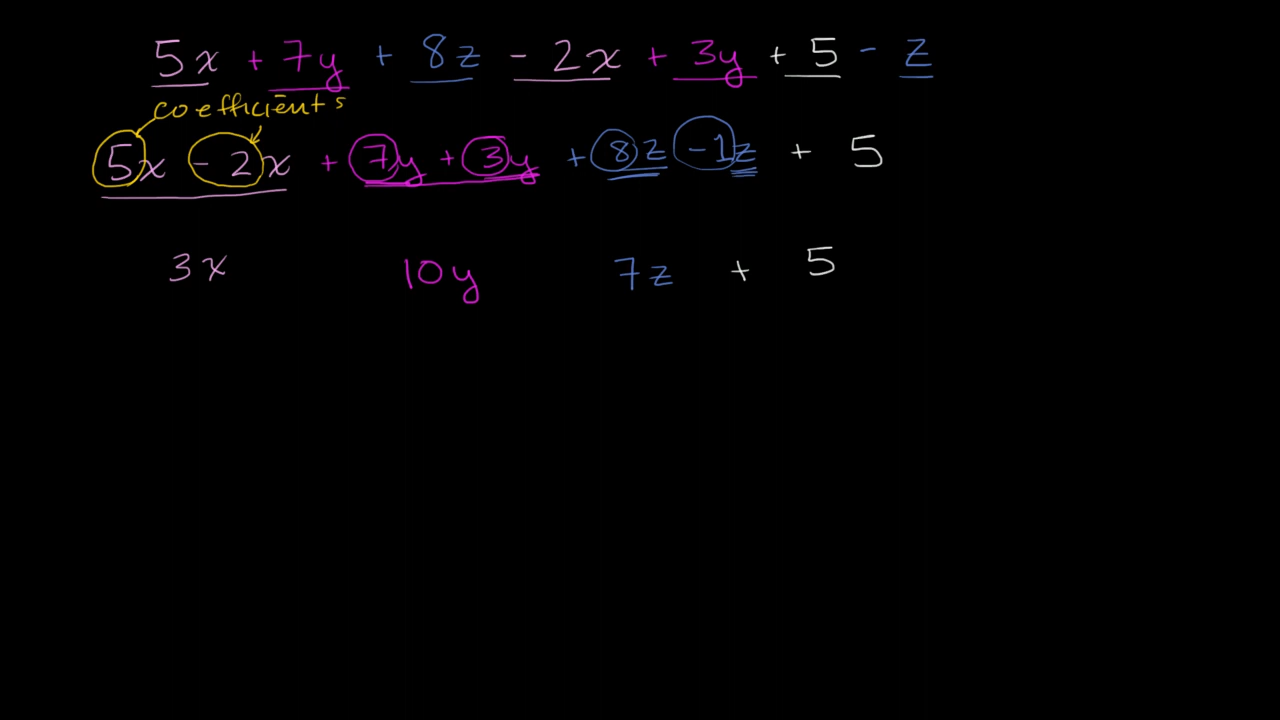 5x + 7y + 8z - 2x + 3y + 5 - z
coefficients
5x - 2x + 7y + 3y + 8z - 1z + 5
3x 10y 7z + 5